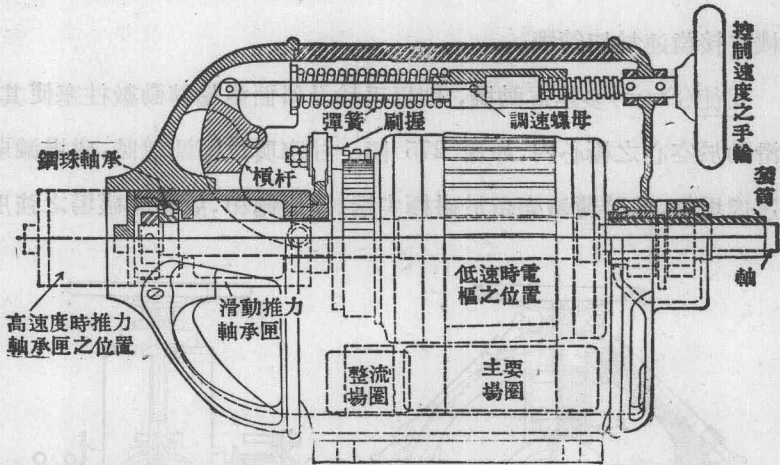 控制速度之手輪
彈簧
刷握
調速螺母
鋼珠軸承
槓杆
套筒
軸
低速時電
樞之位置
滑動推力
軸承匣
高速度時推力
軸承匣之位置
整流
場圈
主要
場圈